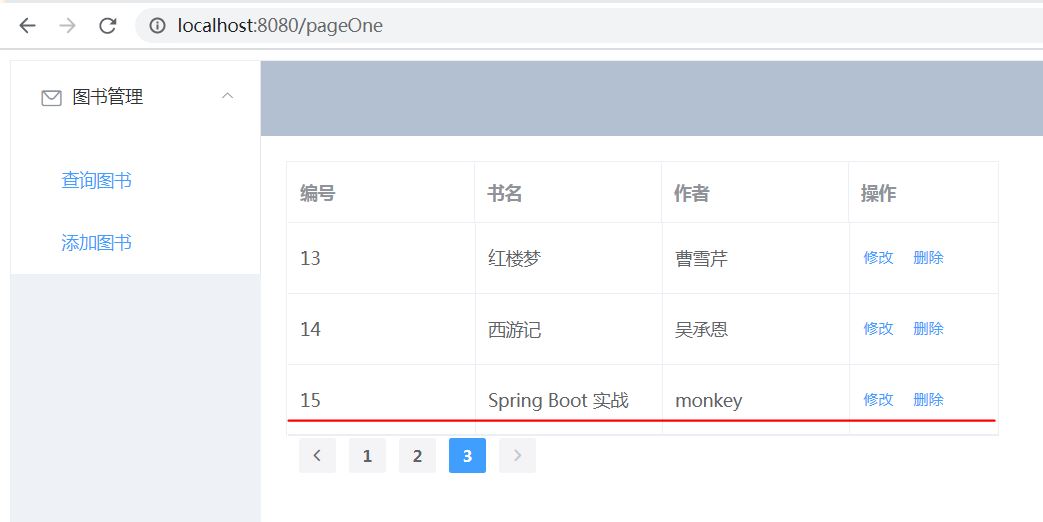 localhost:8080/pageOne
图书管理
查询图书
添加图书
编号 书名 作者 操作
13 红楼梦 曹雪芹 修改 删除
14 西游记 吴承恩 修改 删除
15 Spring Boot 实战 monkey 修改 删除
1 2 3